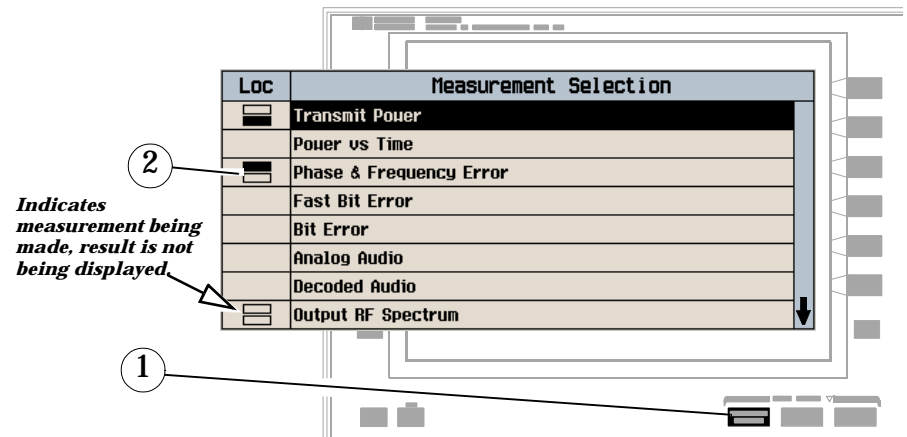 Loc Measurement Selection
Transmit Power
Power vs Time
Phase & Frequency Error
Fast Bit Error
Bit Error
Analog Audio
Decoded Audio
Output RF Spectrum
2
Indicates
measurement being
made, result is not
being displayed.
1